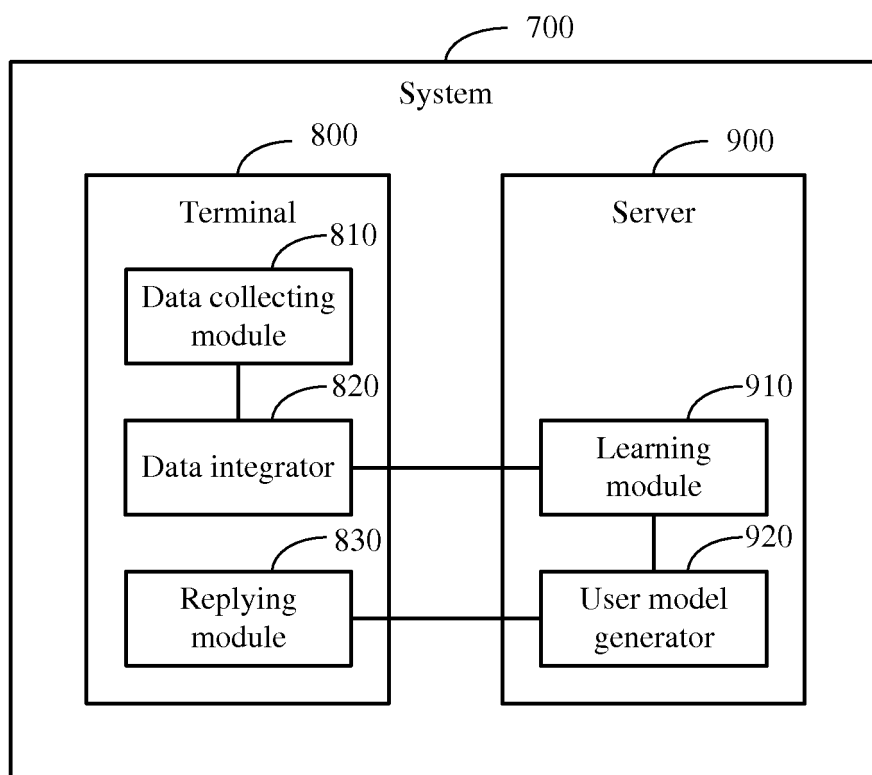 700
System
800
900
Terminal
Server
810
Data collecting
module
820
910
Data integrator
Learning
module
830
920
Replying
module
User model
generator